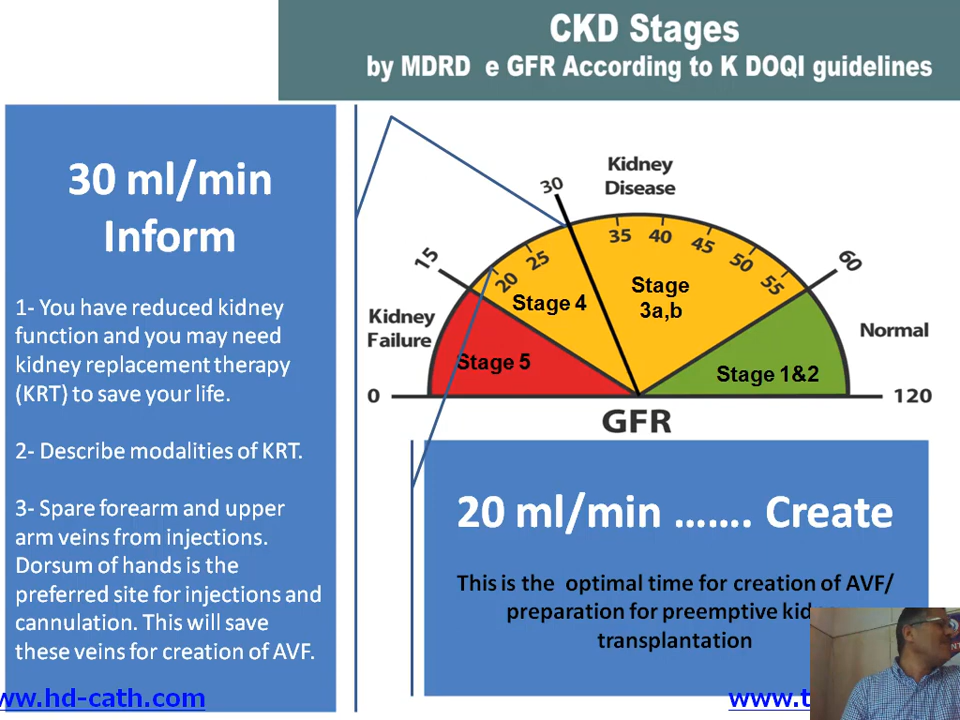 CKD Stages
by MDRD e GFR According to K DOQI guidelines
30 ml/min
Inform
1- You have reduced kidney
function and you may need
kidney replacement therapy
(KRT) to save your life.
2- Describe modalities of KRT.
3- Spare forearm and upper
arm veins from injections.
Dorsum of hands is the
preferred site for injections and
cannulation. This will save
these veins for creation of AVF.
Kidney
Disease
30
35
40
45
50
55
60
25
20
15
Stage
3a,b
Stage 4
Kidney
Failure
Stage 5
Normal
Stage 1&2
0
120
GFR
20 ml/min ……. Create
This is the optimal time for creation of AVF/
preparation for preemptive
transplantation
ww.hd-cath.com
www.t